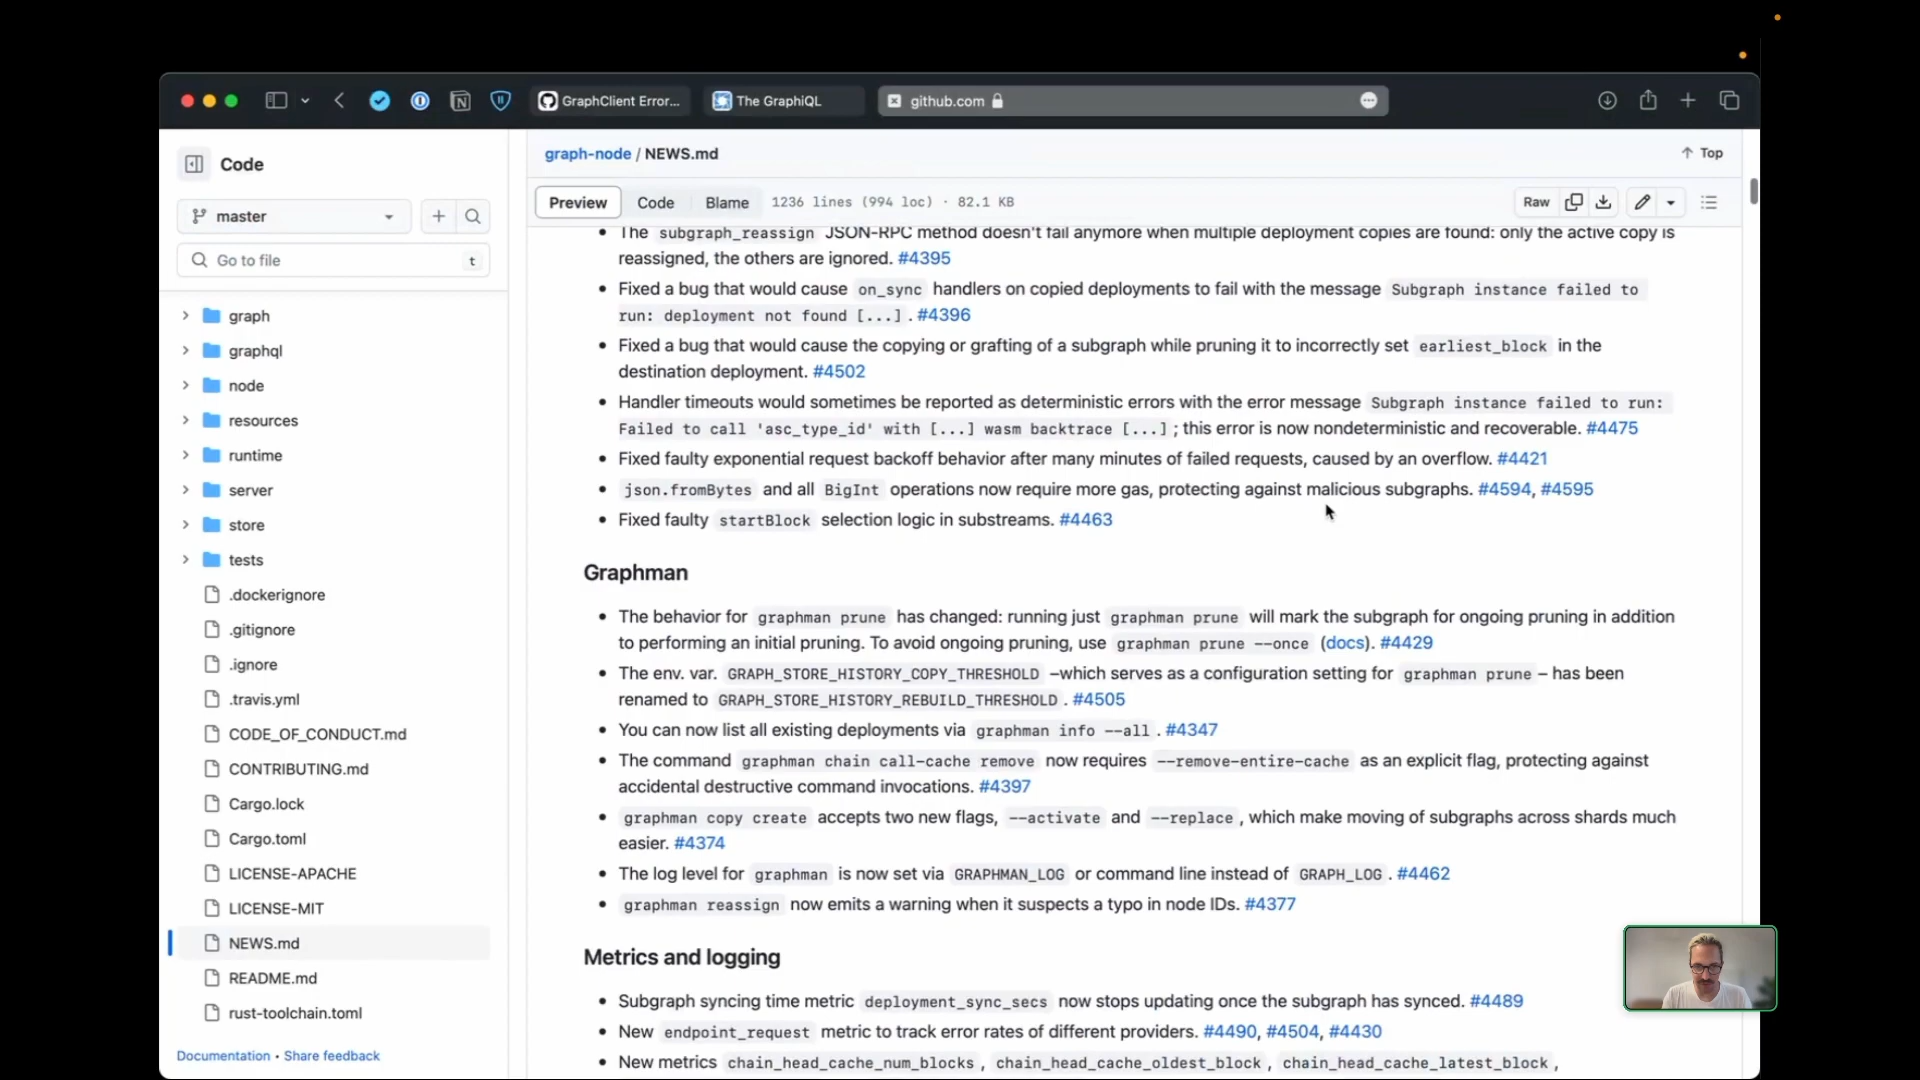 GraphClient Error...
The GraphiQL
github.com
Code
master
Go to file
t
graph
graphql
node
resources
runtime
server
store
tests
.dockerignore
.gitignore
.ignore
.travis.yml
CODE_OF_CONDUCT.md
CONTRIBUTING.md
Cargo.lock
Cargo.toml
LICENSE-APACHE
LICENSE-MIT
NEWS.md
README.md
rust-toolchain.toml
Documentation • Share feedback
graph-node / NEWS.md
Top
Preview Code Blame 1236 lines (994 loc) · 82.1 KB
Raw
• The subgraph_reassign JSON-RPC method doesn't fail anymore when multiple deployment copies are found: only the active copy is
reassigned, the others are ignored. #4395
• Fixed a bug that would cause on_sync handlers on copied deployments to fail with the message Subgraph instance failed to
run: deployment not found [...] . #4396
• Fixed a bug that would cause the copying or grafting of a subgraph while pruning it to incorrectly set earliest_block in the
destination deployment. #4502
• Handler timeouts would sometimes be reported as deterministic errors with the error message Subgraph instance failed to run:
Failed to call 'asc_type_id' with [...] wasm backtrace [...] ; this error is now nondeterministic and recoverable. #4475
• Fixed faulty exponential request backoff behavior after many minutes of failed requests, caused by an overflow. #4421
• json.fromBytes and all BigInt operations now require more gas, protecting against malicious subgraphs. #4594, #4595
• Fixed faulty startBlock selection logic in substreams. #4463
Graphman
• The behavior for graphman prune has changed: running just graphman prune will mark the subgraph for ongoing pruning in addition
to performing an initial pruning. To avoid ongoing pruning, use graphman prune --once (docs). #4429
• The env. var. GRAPH_STORE_HISTORY_COPY_THRESHOLD –which serves as a configuration setting for graphman prune – has been
renamed to GRAPH_STORE_HISTORY_REBUILD_THRESHOLD . #4505
• You can now list all existing deployments via graphman info --all . #4347
• The command graphman chain call-cache remove now requires --remove-entire-cache as an explicit flag, protecting against
accidental destructive command invocations. #4397
• graphman copy create accepts two new flags, --activate and --replace , which make moving of subgraphs across shards much
easier. #4374
• The log level for graphman is now set via GRAPHMAN_LOG or command line instead of GRAPH_LOG . #4462
• graphman reassign now emits a warning when it suspects a typo in node IDs. #4377
Metrics and logging
• Subgraph syncing time metric deployment_sync_secs now stops updating once the subgraph has synced. #4489
• New endpoint_request metric to track error rates of different providers. #4490, #4504, #4430
• New metrics chain_head_cache_num_blocks , chain_head_cache_oldest_block , chain_head_cache_latest_block ,